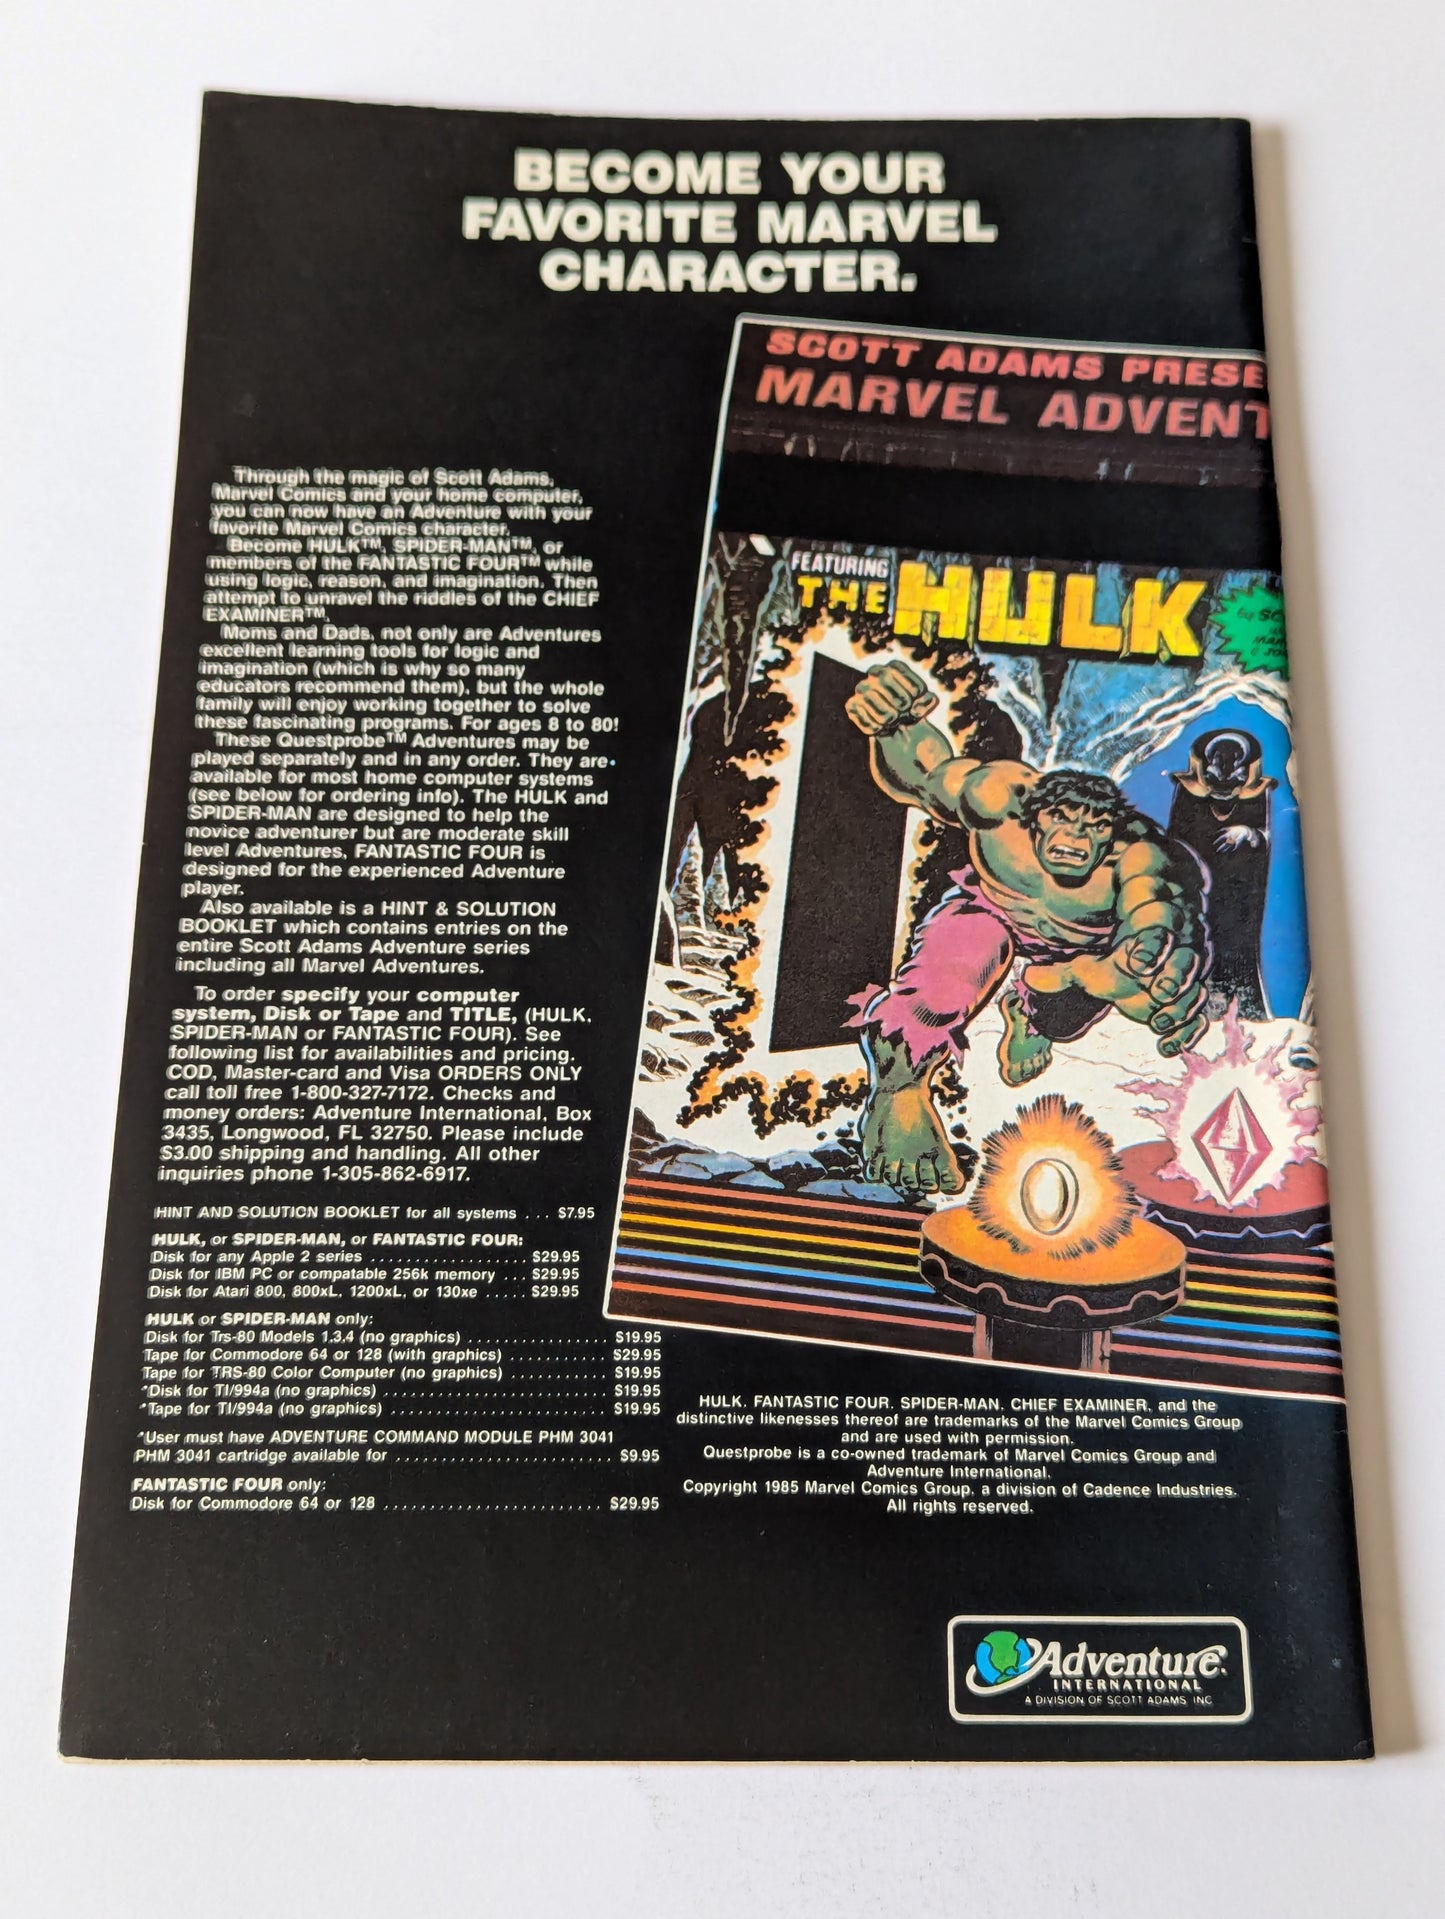 BECOME YOUR
FAVORITE MARVEL
CHARACTER.
SCOTT ADAMS PRESE
MARVEL ADVENT
FEATURING
THE HULK
Through the magic of Scott Adams,
Marvel Comics and your home computer,
you can now have an Adventure with your
favorite Marvel Comics character.
Become HULK™, SPIDER-MAN™, or
members of the FANTASTIC FOUR™ while
using logic, reason, and imagination. Then
attempt to unravel the riddles of the CHIEF
EXAMINER™.
Moms and Dads, not only are Adventures
excellent learning tools for logic and
imagination (which is why so many
educators recommend them), but the whole
family will enjoy working together to solve
these fascinating programs. For ages 8 to 80!
These Questprobe™ Adventures may be
played separately and in any order. They are
available for most home computer systems
(see below for ordering info). The HULK and
SPIDER-MAN are designed to help the
novice adventurer but are moderate skill
level Adventures, FANTASTIC FOUR is
designed for the experienced Adventure
player.
Also available is a HINT & SOLUTION
BOOKLET which contains entries on the
entire Scott Adams Adventure series
including all Marvel Adventures.
To order specify your computer
system, Disk or Tape and TITLE, (HULK,
SPIDER-MAN or FANTASTIC FOUR). See
following list for availabilities and pricing.
COD, Master-card and Visa ORDERS ONLY
call toll free 1-800-327-7172. Checks and
money orders: Adventure International, Box
3435, Longwood, FL 32750. Please include
$3.00 shipping and handling. All other
inquiries phone 1-305-862-6917.
HINT AND SOLUTION BOOKLET for all systems . . . $7.95
HULK, or SPIDER-MAN, or FANTASTIC FOUR:
Disk for any Apple 2 series . . . . . . . . . . . . . . . . . $29.95
Disk for IBM PC or compatable 256k memory . . . $29.95
Disk for Atari 800, 800xL, 1200xL, or 130xe . . . . . $29.95
HULK or SPIDER-MAN only:
Disk for Trs-80 Models 1,3,4 (no graphics) . . . . . . . . . . . . . . . . $19.95
Tape for Commodore 64 or 128 (with graphics) . . . . . . . . . . . $29.95
Tape for TRS-80 Color Computer (no graphics) . . . . . . . . . . . $19.95
*Disk for TI/994a (no graphics) . . . . . . . . . . . . . . . . . . . . . . . . . $19.95
*Tape for TI/994a (no graphics) . . . . . . . . . . . . . . . . . . . . . . . . $19.95
*User must have ADVENTURE COMMAND MODULE PHM 3041
PHM 3041 cartridge available for . . . . . . . . . . . . . . . . . . . . . . . . $9.95
FANTASTIC FOUR only:
Disk for Commodore 64 or 128 . . . . . . . . . . . . . . . . . . . . . . . . $29.95
HULK, FANTASTIC FOUR, SPIDER-MAN, CHIEF EXAMINER, and the
distinctive likenesses thereof are trademarks of the Marvel Comics Group
and are used with permission.
Questprobe is a co-owned trademark of Marvel Comics Group and
Adventure International.
Copyright 1985 Marvel Comics Group, a division of Cadence Industries.
All rights reserved.
Adventure
INTERNATIONAL
A DIVISION OF SCOTT ADAMS, INC